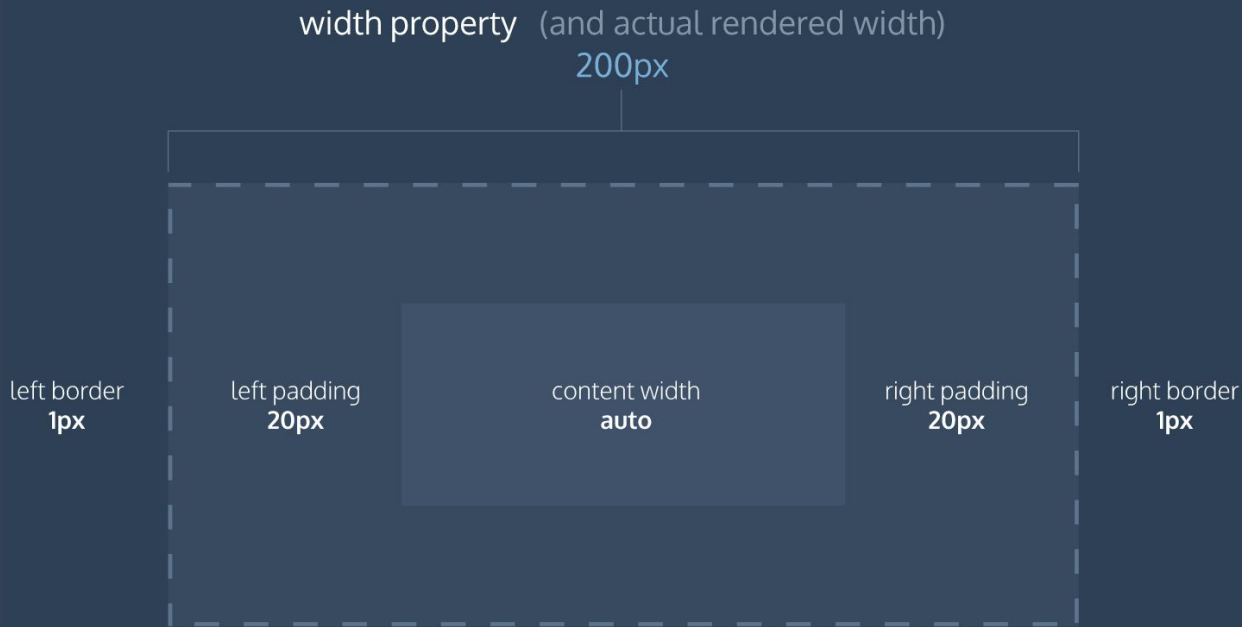 width property (and actual rendered width)
200px
left border
1px
left padding
20px
content width
auto
right padding
20px
right border
1px